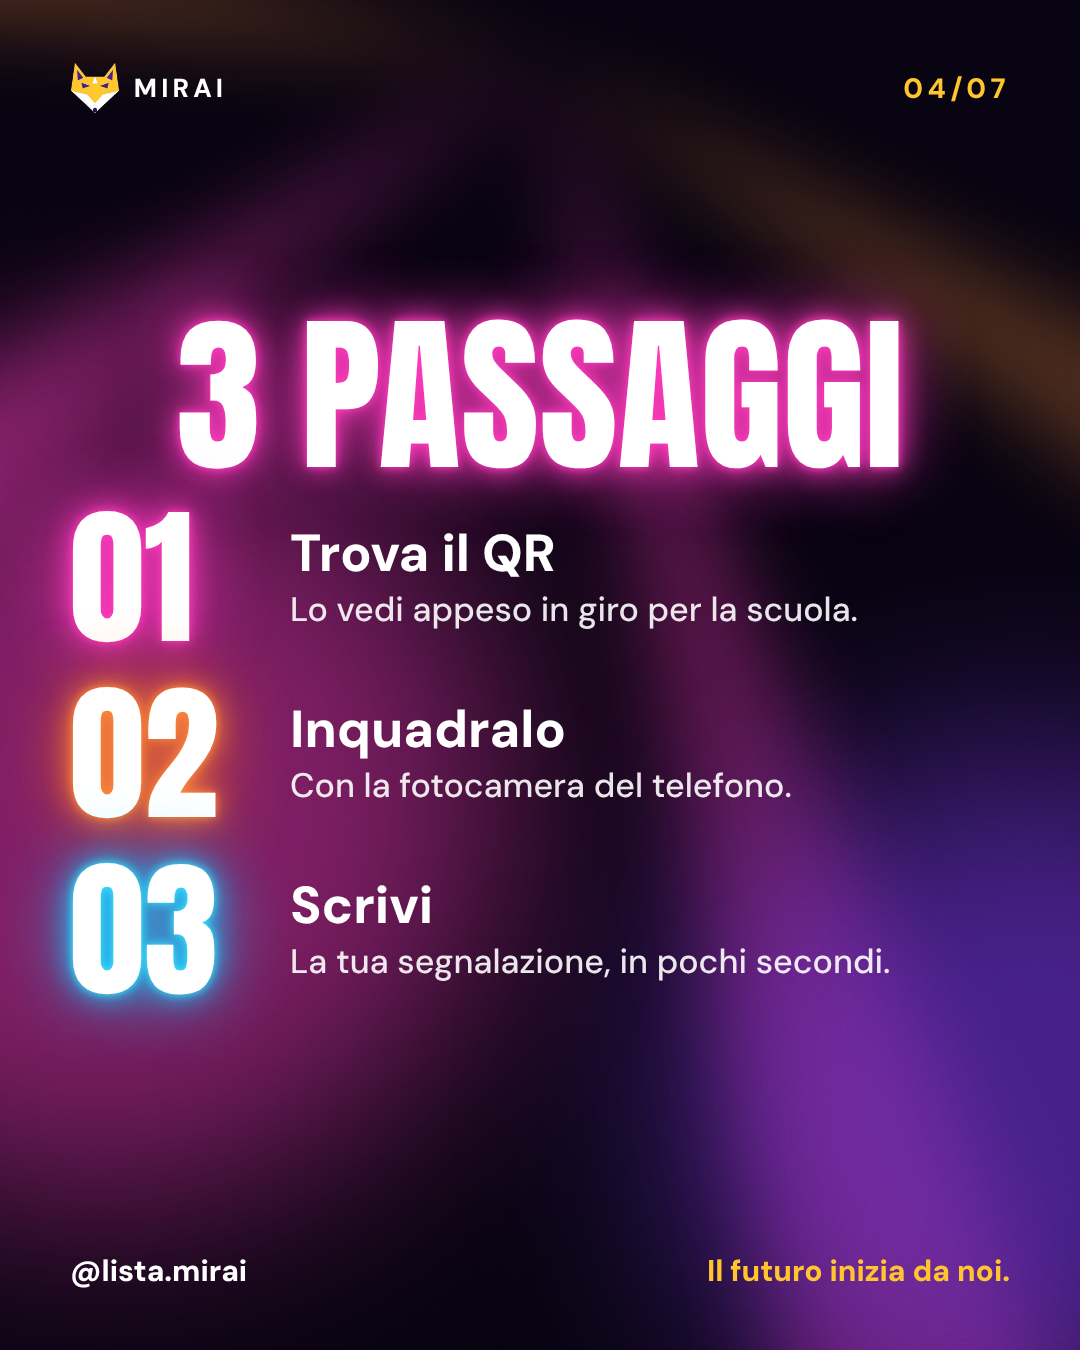 MIRAI
04/07
3 PASSAGGI
01
Trova il QR
Lo vedi appeso in giro per la scuola.
02
Inquadralo
Con la fotocamera del telefono.
03
Scrivi
La tua segnalazione, in pochi secondi.
@lista.mirai
Il futuro inizia da noi.